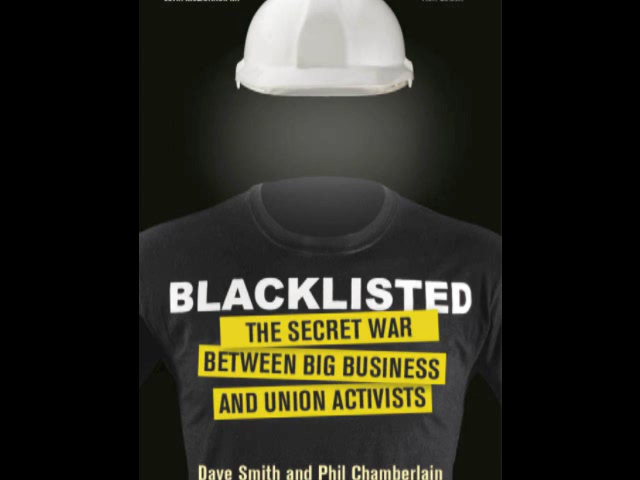 BLACKLISTED
THE SECRET WAR
BETWEEN BIG BUSINESS
AND UNION ACTIVISTS
Dave Smith and Phil Chamberlain